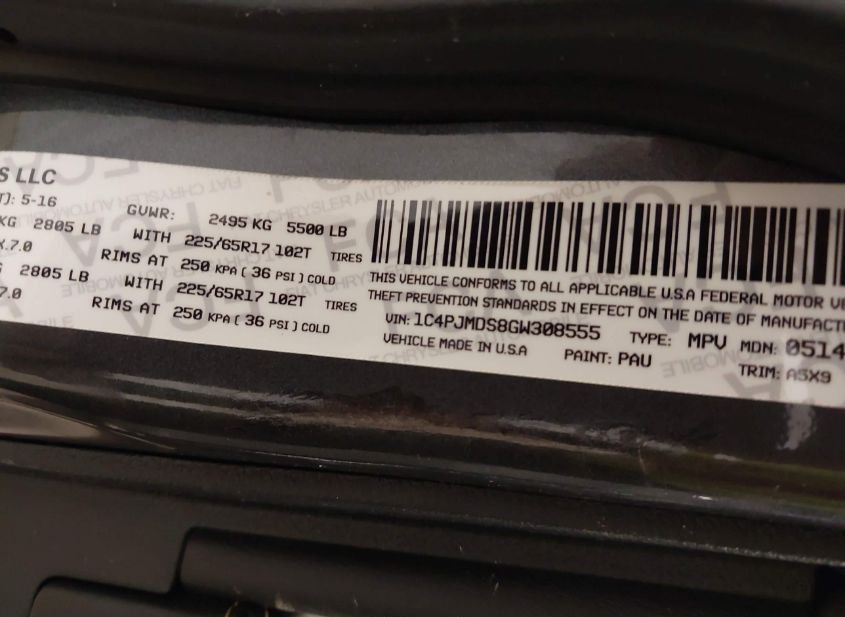 S LLC
T): 5-16
GVWR: 2495 KG 5500 LB
KG 2805 LB WITH 225/65R17 102T TIRES
X7.0 RIMS AT 250 KPA ( 36 PSI ) COLD
2805 LB WITH 225/65R17 102T TIRES
7.0 RIMS AT 250 KPA ( 36 PSI ) COLD
THIS VEHICLE CONFORMS TO ALL APPLICABLE U.S.A FEDERAL MOTOR VE
THEFT PREVENTION STANDARDS IN EFFECT ON THE DATE OF MANUFACT
VIN: 1C4PJMDS8GW308555 TYPE: MPV MDN: 0514
VEHICLE MADE IN U.S.A PAINT: PAU TRIM: A5X9